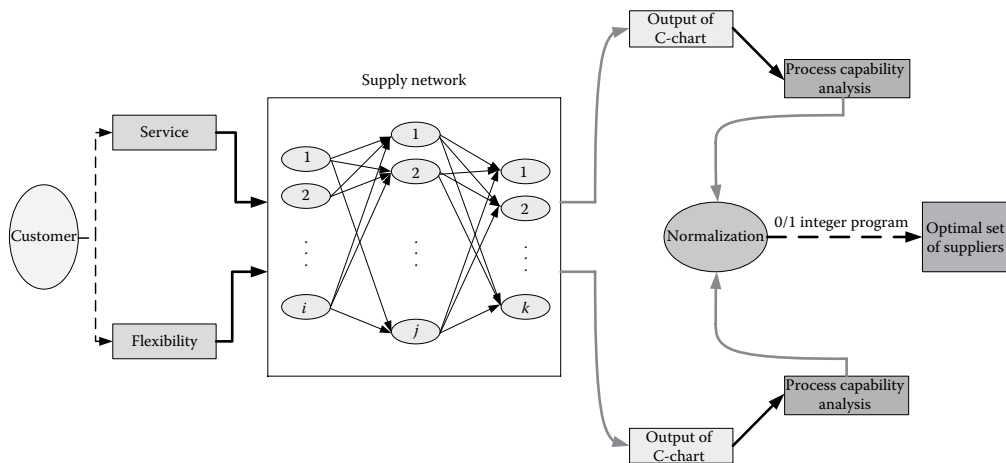 Output of
C-chart
Process capability
analysis
Supply network
Service
1
1
2
2
1
2
Customer
Normalization
0/1 integer program
Optimal set
of suppliers
. . .
. . .
. . .
i
k
j
Flexibility
Process capability
analysis
Output of
C-chart